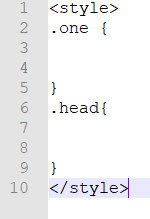 1 <style>
2 .one {
3
4
5 }
6 .head{
7
8
9 }
10 </style>